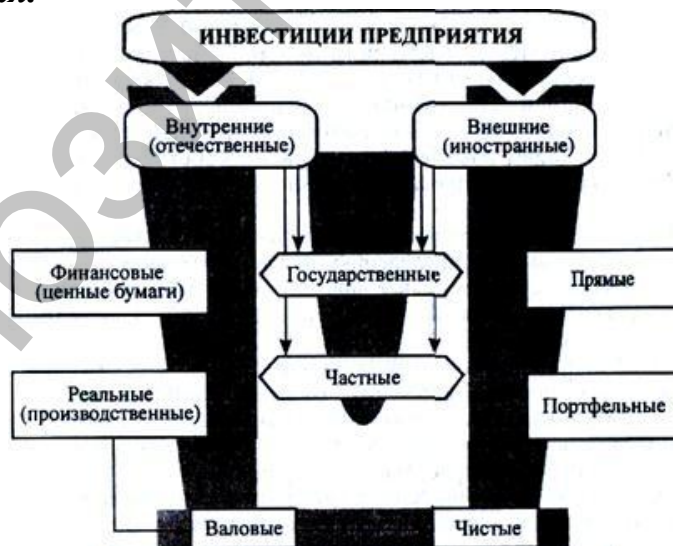 ИНВЕСТИЦИИ ПРЕДПРИЯТИЯ
Внутренние
(отечественные)
Внешние
(иностранные)
Финансовые
(ценные бумаги)
Государственные
Прямые
Реальные
(производственные)
Частные
Портфельные
Валовые
Чистые